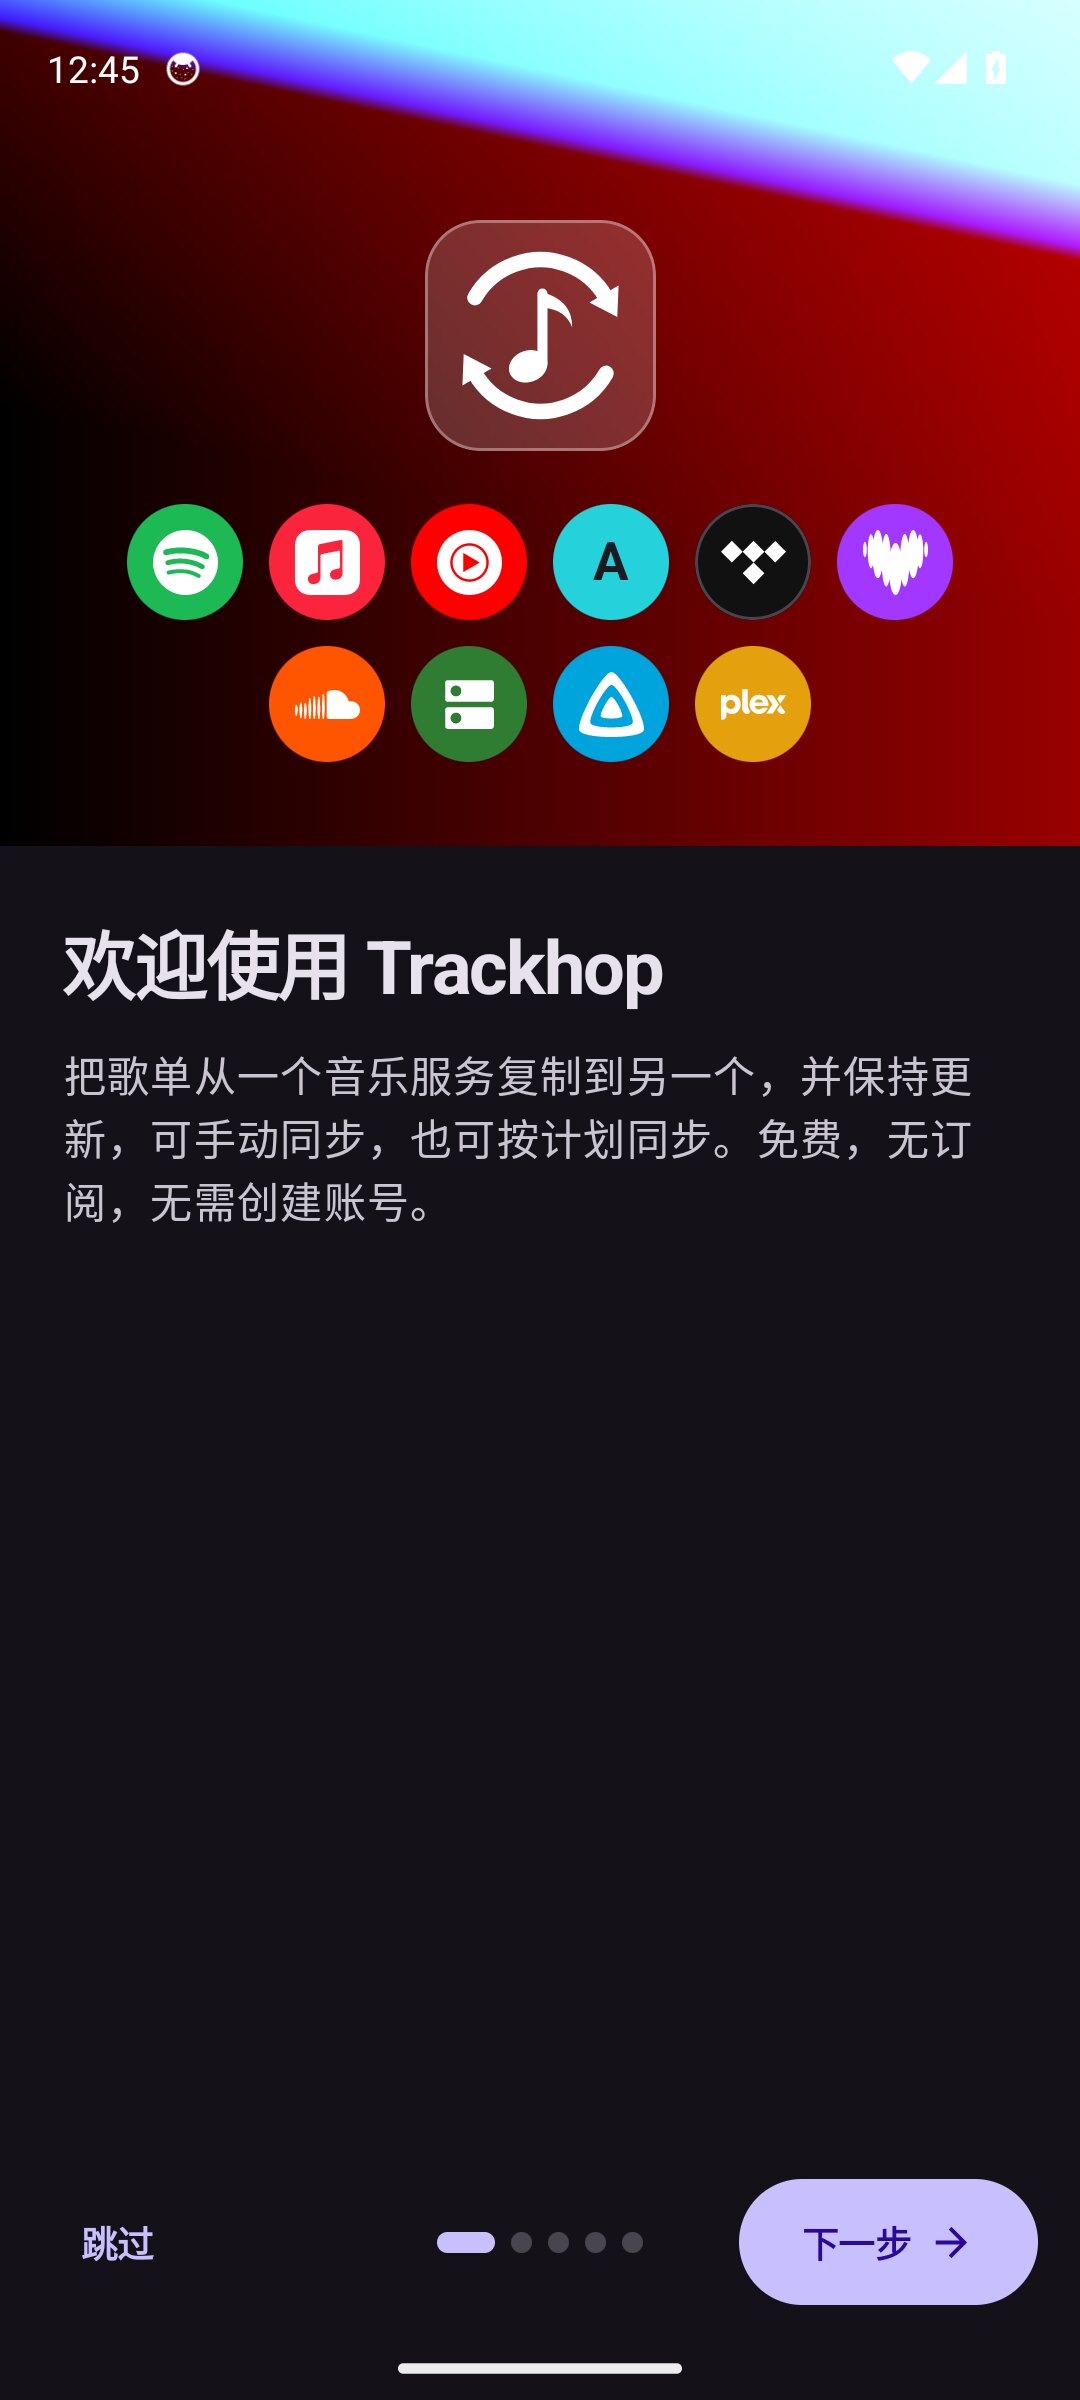 12:45
A
plex
欢迎使用 Trackhop
把歌单从一个音乐服务复制到另一个，并保持更
新，可手动同步，也可按计划同步。免费，无订
阅，无需创建账号。
跳过
下一步